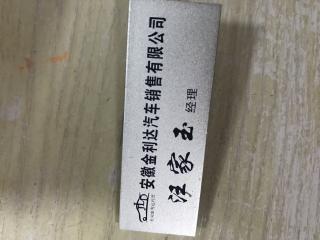 安徽金利达汽车销售有限公司
汪家玉 经理